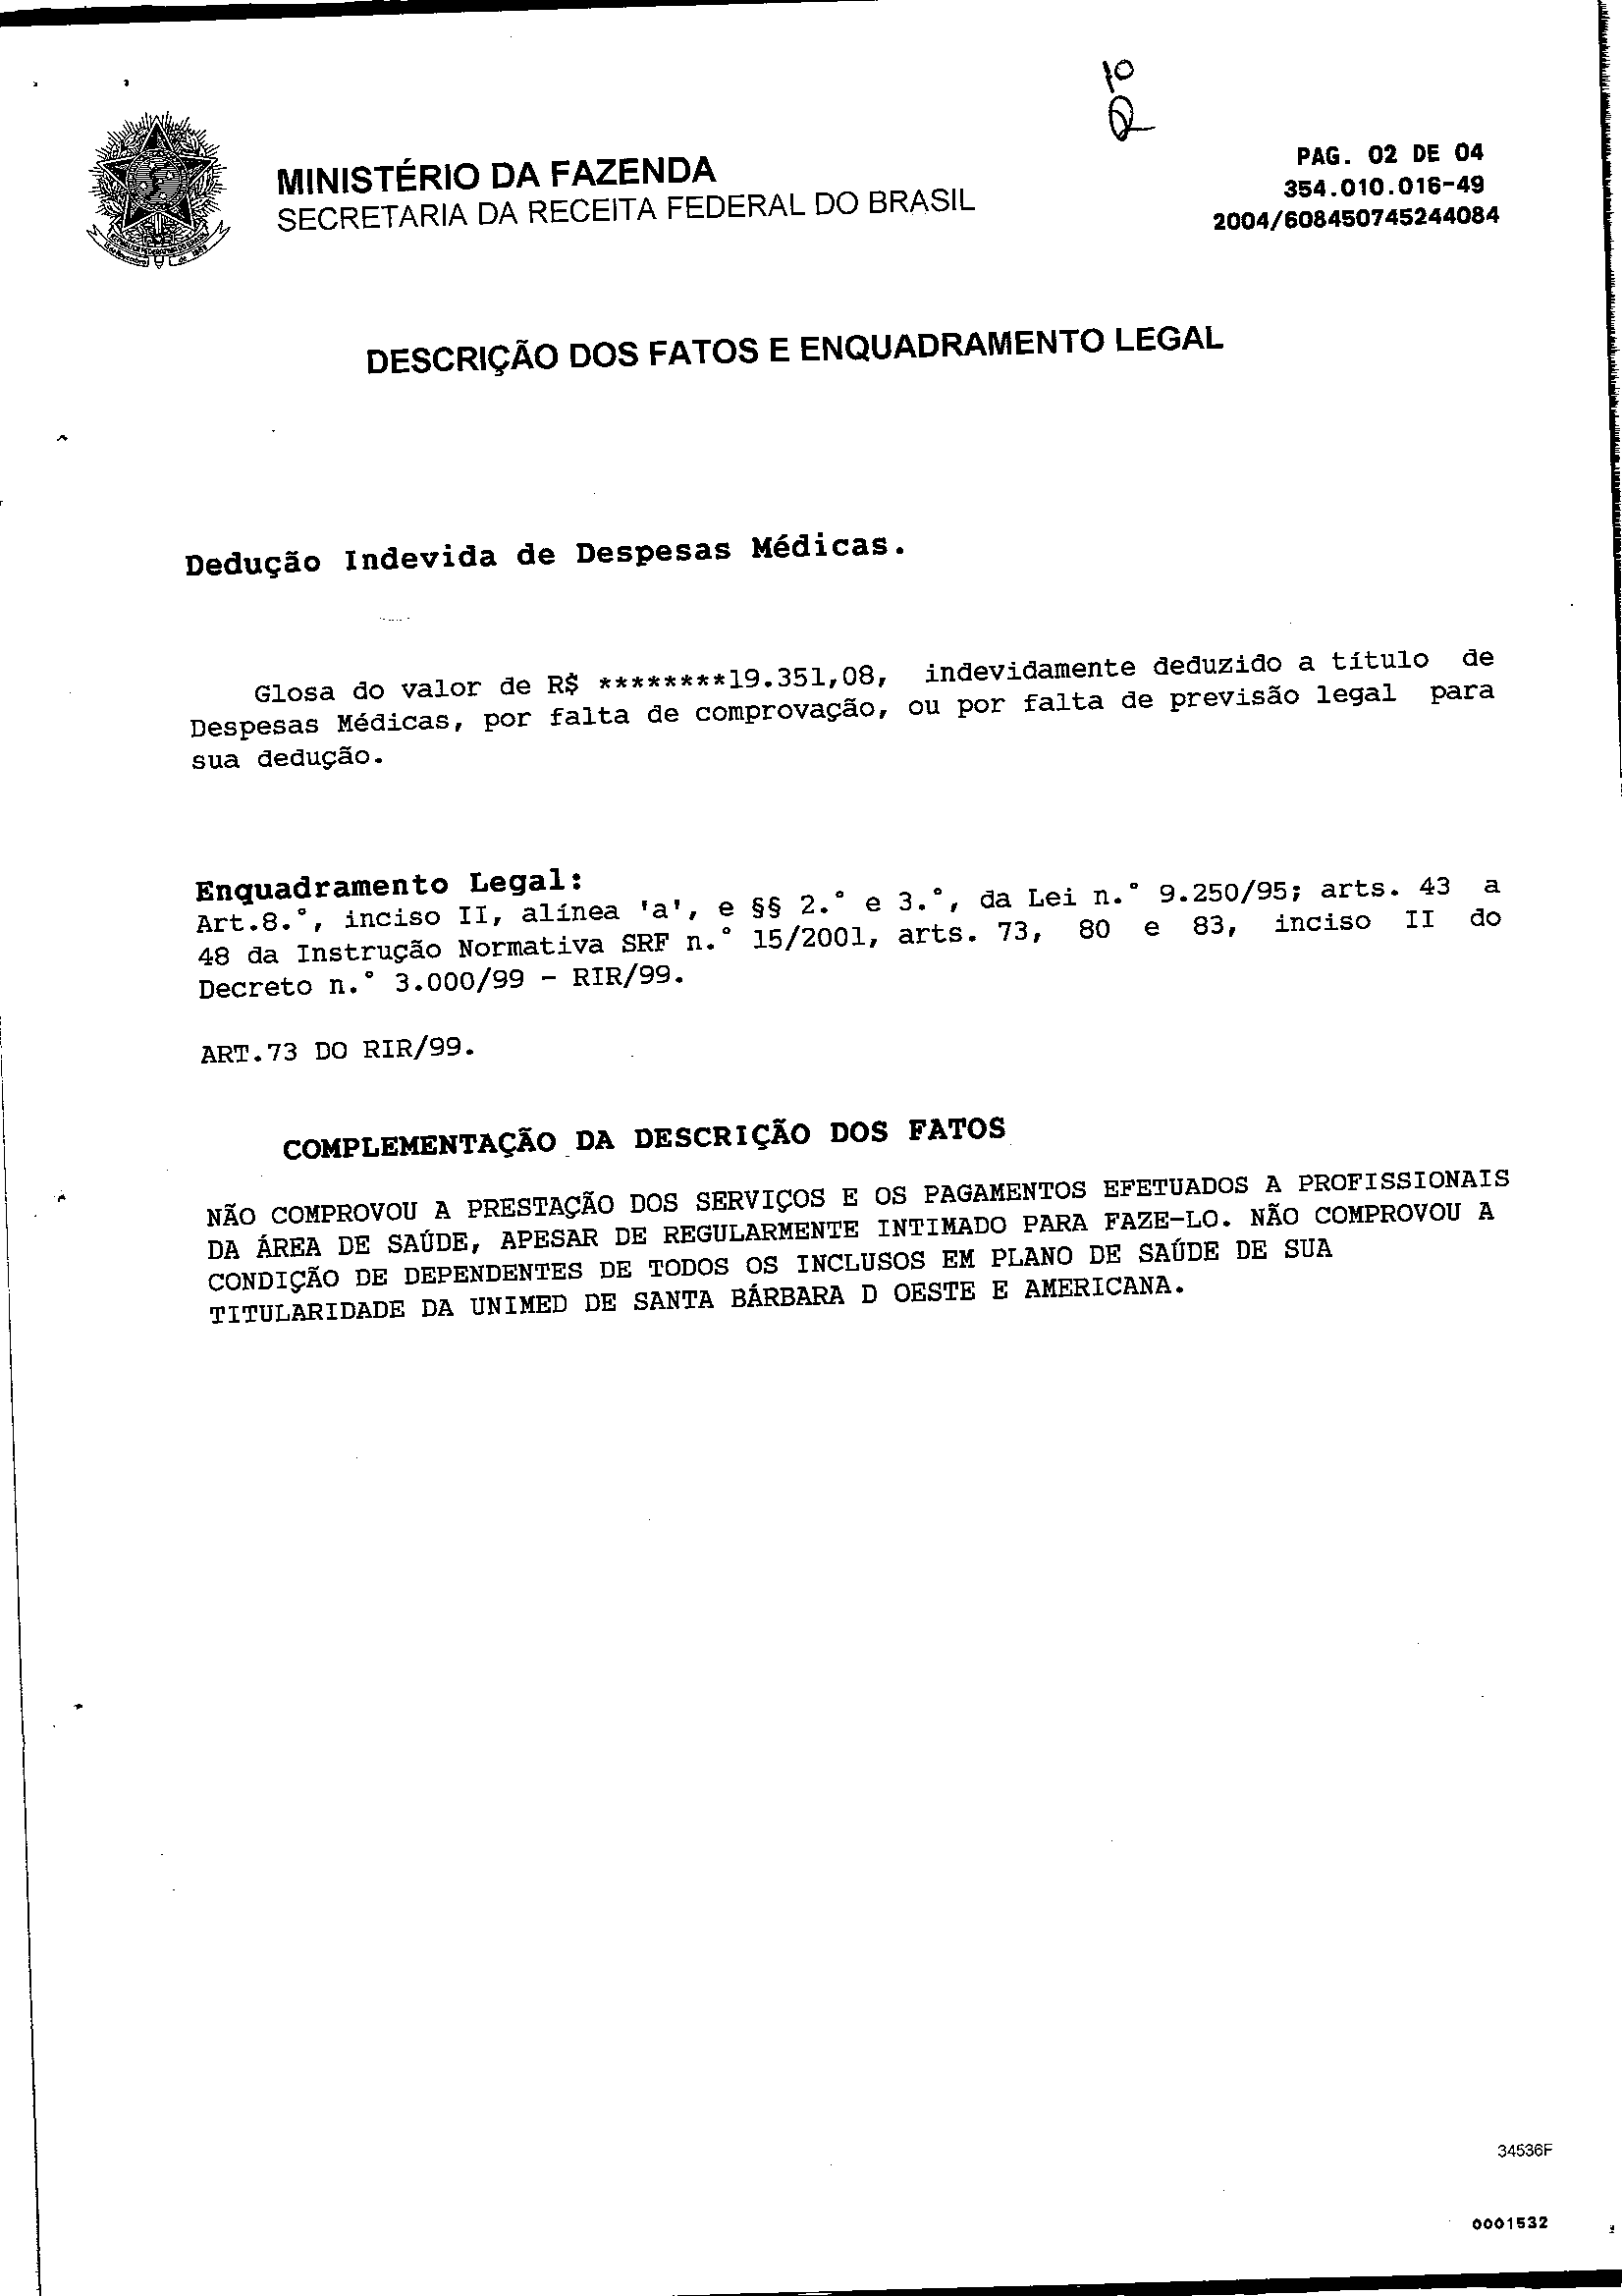 10
MINISTÉRIO DA FAZENDA
SECRETARIA DA RECEITA FEDERAL DO BRASIL
PAG. 02 DE 04
354.010.016-49
2004/608450745244084
DESCRIÇÃO DOS FATOS E ENQUADRAMENTO LEGAL
Dedução Indevida de Despesas Médicas.
Glosa do valor de R$ ********19.351,08, indevidamente deduzido a título de
Despesas Médicas, por falta de comprovação, ou por falta de previsão legal para
sua dedução.
Enquadramento Legal:
Art.8.°, inciso II, alínea 'a', e §§ 2.° e 3.°, da Lei n.° 9.250/95; arts. 43 a
48 da Instrução Normativa SRF n.° 15/2001, arts. 73, 80 e 83, inciso II do
Decreto n.° 3.000/99 - RIR/99.
ART.73 DO RIR/99.
COMPLEMENTAÇÃO DA DESCRIÇÃO DOS FATOS
NÃO COMPROVOU A PRESTAÇÃO DOS SERVIÇOS E OS PAGAMENTOS EFETUADOS A PROFISSIONAIS
DA ÁREA DE SAÚDE, APESAR DE REGULARMENTE INTIMADO PARA FAZE-LO. NÃO COMPROVOU A
CONDIÇÃO DE DEPENDENTES DE TODOS OS INCLUSOS EM PLANO DE SAÚDE DE SUA
TITULARIDADE DA UNIMED DE SANTA BÁRBARA D OESTE E AMERICANA.
34536F
0001532